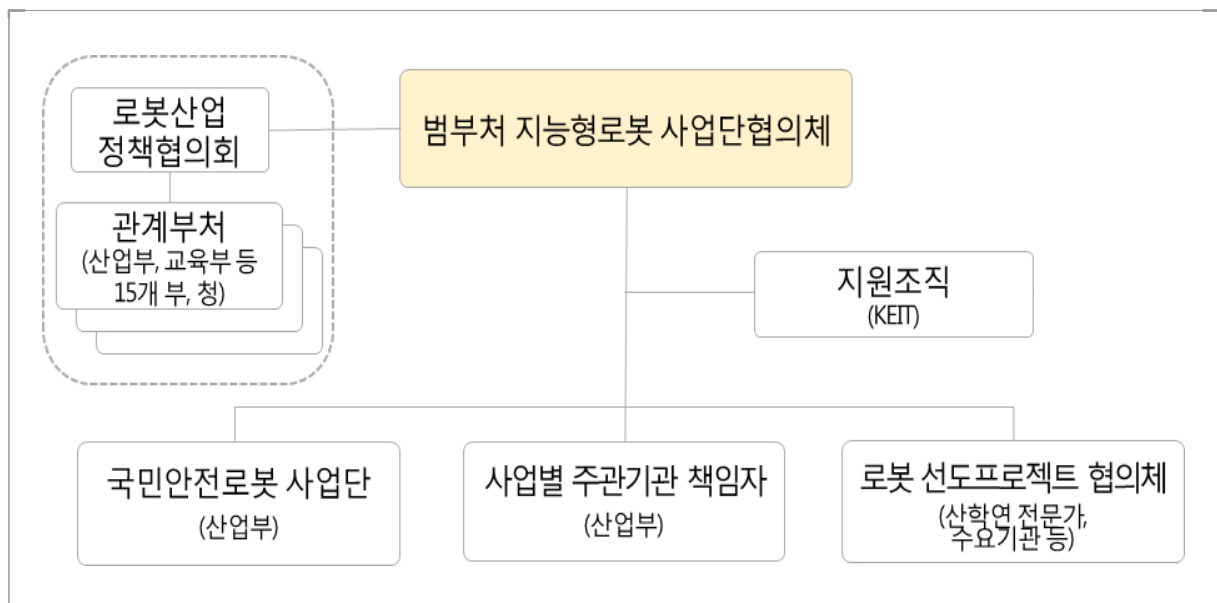 로봇산업
정책협의회
범부처 지능형로봇 사업단협의체
관계부처
(산업부, 교육부 등
15개 부, 청)
지원조직
(KEIT)
국민안전로봇 사업단
(산업부)
사업별 주관기관 책임자
(산업부)
로봇 선도프로젝트 협의체
(산학연 전문가,
수요기관 등)